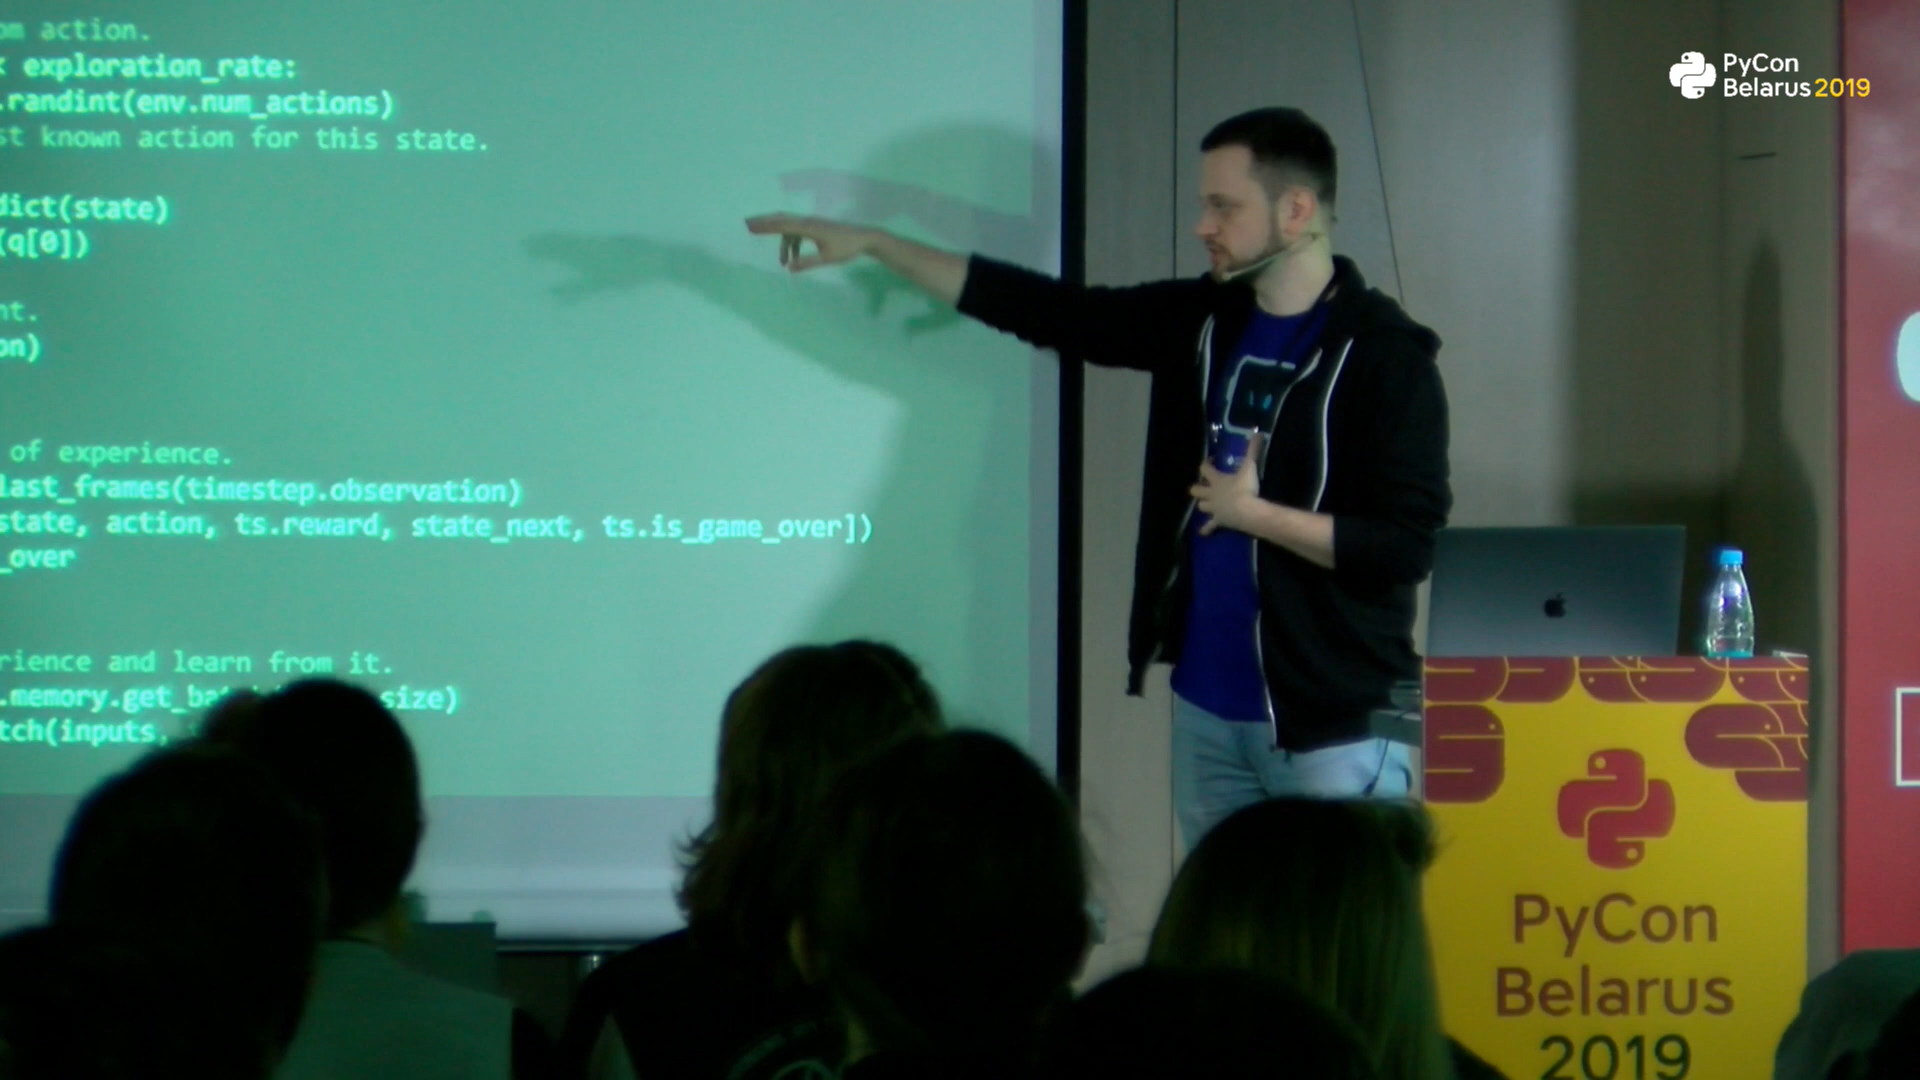 om action.
< exploration_rate:
.randint(env.num_actions)
st known action for this state.
dict(state)
(q[0])
nt.
on)
of experience.
last_frames(timestep.observation)
state, action, ts.reward, state_next, ts.is_game_over])
_over
rience and learn from it.
.memory.get_ba size)
tch(inputs,
PyCon
Belarus 2019
PyCon
Belarus
2019